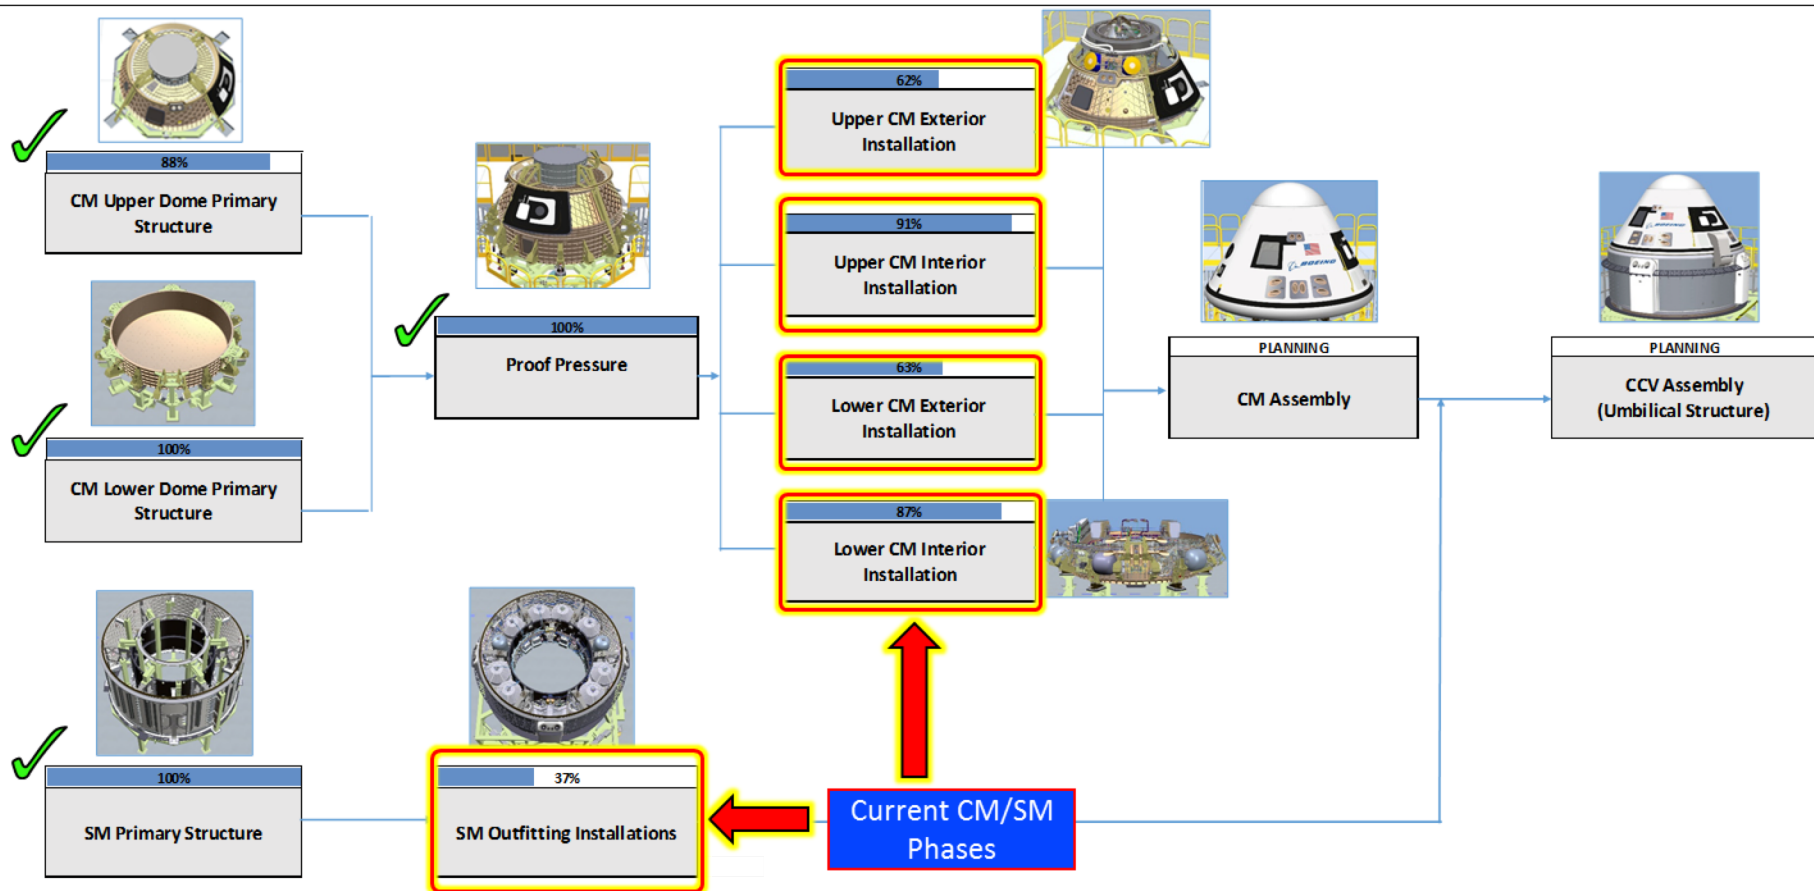 88%
CM Upper Dome Primary
Structure
100%
CM Lower Dome Primary
Structure
100%
Proof Pressure
62%
Upper CM Exterior
Installation
91%
Upper CM Interior
Installation
63%
Lower CM Exterior
Installation
87%
Lower CM Interior
Installation
BOEING
PLANNING
CM Assembly
BOEING
PLANNING
CCV Assembly
(Umbilical Structure)
100%
SM Primary Structure
37%
SM Outfitting Installations
Current CM/SM
Phases